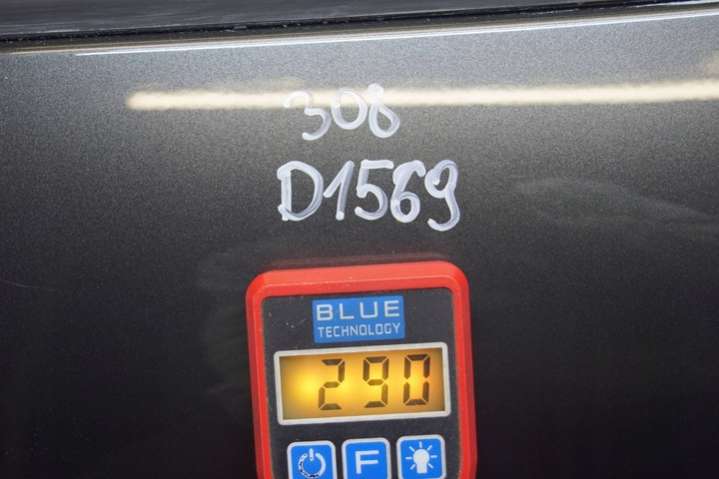 308
D1569
BLUE
TECHNOLOGY
290
F